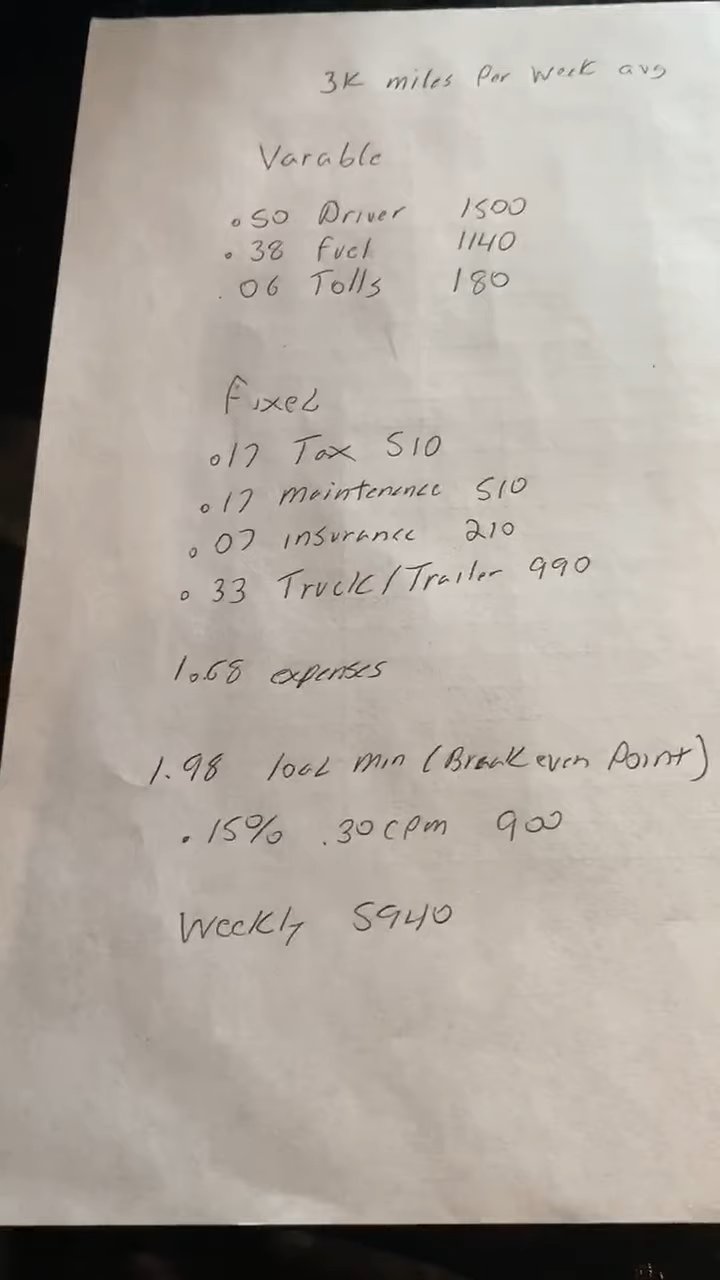 3K miles Per Week avg
Varable
.50 Driver 1500
.38 fuel 1140
.06 Tolls 180
Fixed
.17 Tax 510
.17 maintenence 510
.07 insurance 210
.33 Truck/Trailer 990
1.68 expenses
1.98 load min (Break even Point)
.15% .30 cpm 900
Weekly 5940